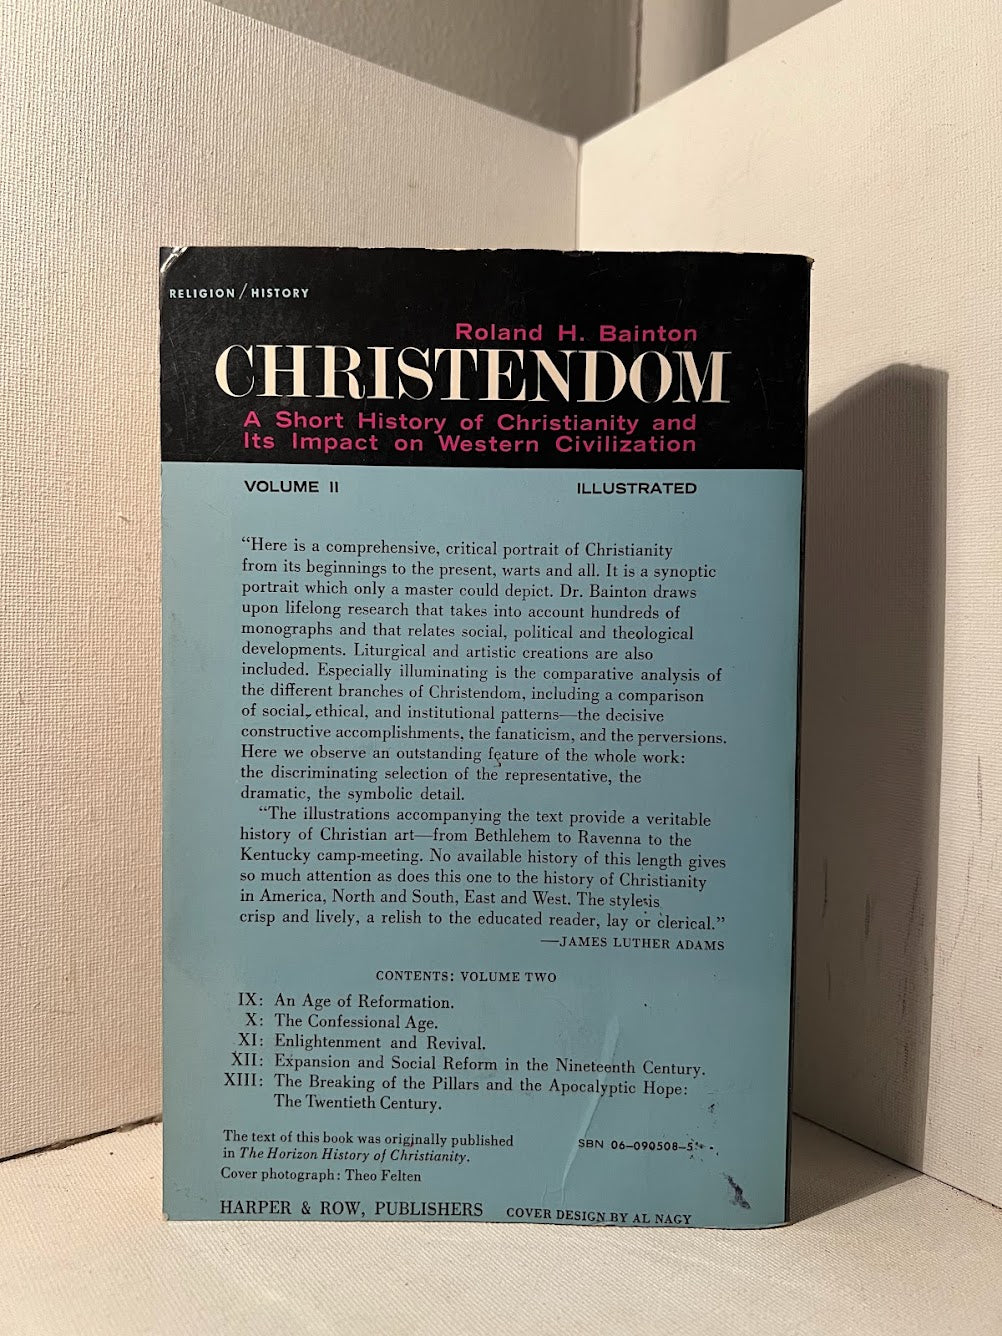 RELIGION / HISTORY
Roland H. Bainton
CHRISTENDOM
A Short History of Christianity and
Its Impact on Western Civilization
VOLUME II ILLUSTRATED
“Here is a comprehensive, critical portrait of Christianity
from its beginnings to the present, warts and all. It is a synoptic
portrait which only a master could depict. Dr. Bainton draws
upon lifelong research that takes into account hundreds of
monographs and that relates social, political and theological
developments. Liturgical and artistic creations are also
included. Especially illuminating is the comparative analysis of
the different branches of Christendom, including a comparison
of social, ethical, and institutional patterns—the decisive
constructive accomplishments, the fanaticism, and the perversions.
Here we observe an outstanding feature of the whole work:
the discriminating selection of the representative, the
dramatic, the symbolic detail.
“The illustrations accompanying the text provide a veritable
history of Christian art—from Bethlehem to Ravenna to the
Kentucky camp-meeting. No available history of this length gives
so much attention as does this one to the history of Christianity
in America, North and South, East and West. The style is
crisp and lively, a relish to the educated reader, lay or clerical.”
—JAMES LUTHER ADAMS
CONTENTS: VOLUME TWO
IX: An Age of Reformation.
X: The Confessional Age.
XI: Enlightenment and Revival.
XII: Expansion and Social Reform in the Nineteenth Century.
XIII: The Breaking of the Pillars and the Apocalyptic Hope:
The Twentieth Century.
The text of this book was originally published
in The Horizon History of Christianity.
SBN 06-090508-5
Cover photograph: Theo Felten
HARPER & ROW, PUBLISHERS COVER DESIGN BY AL NAGY